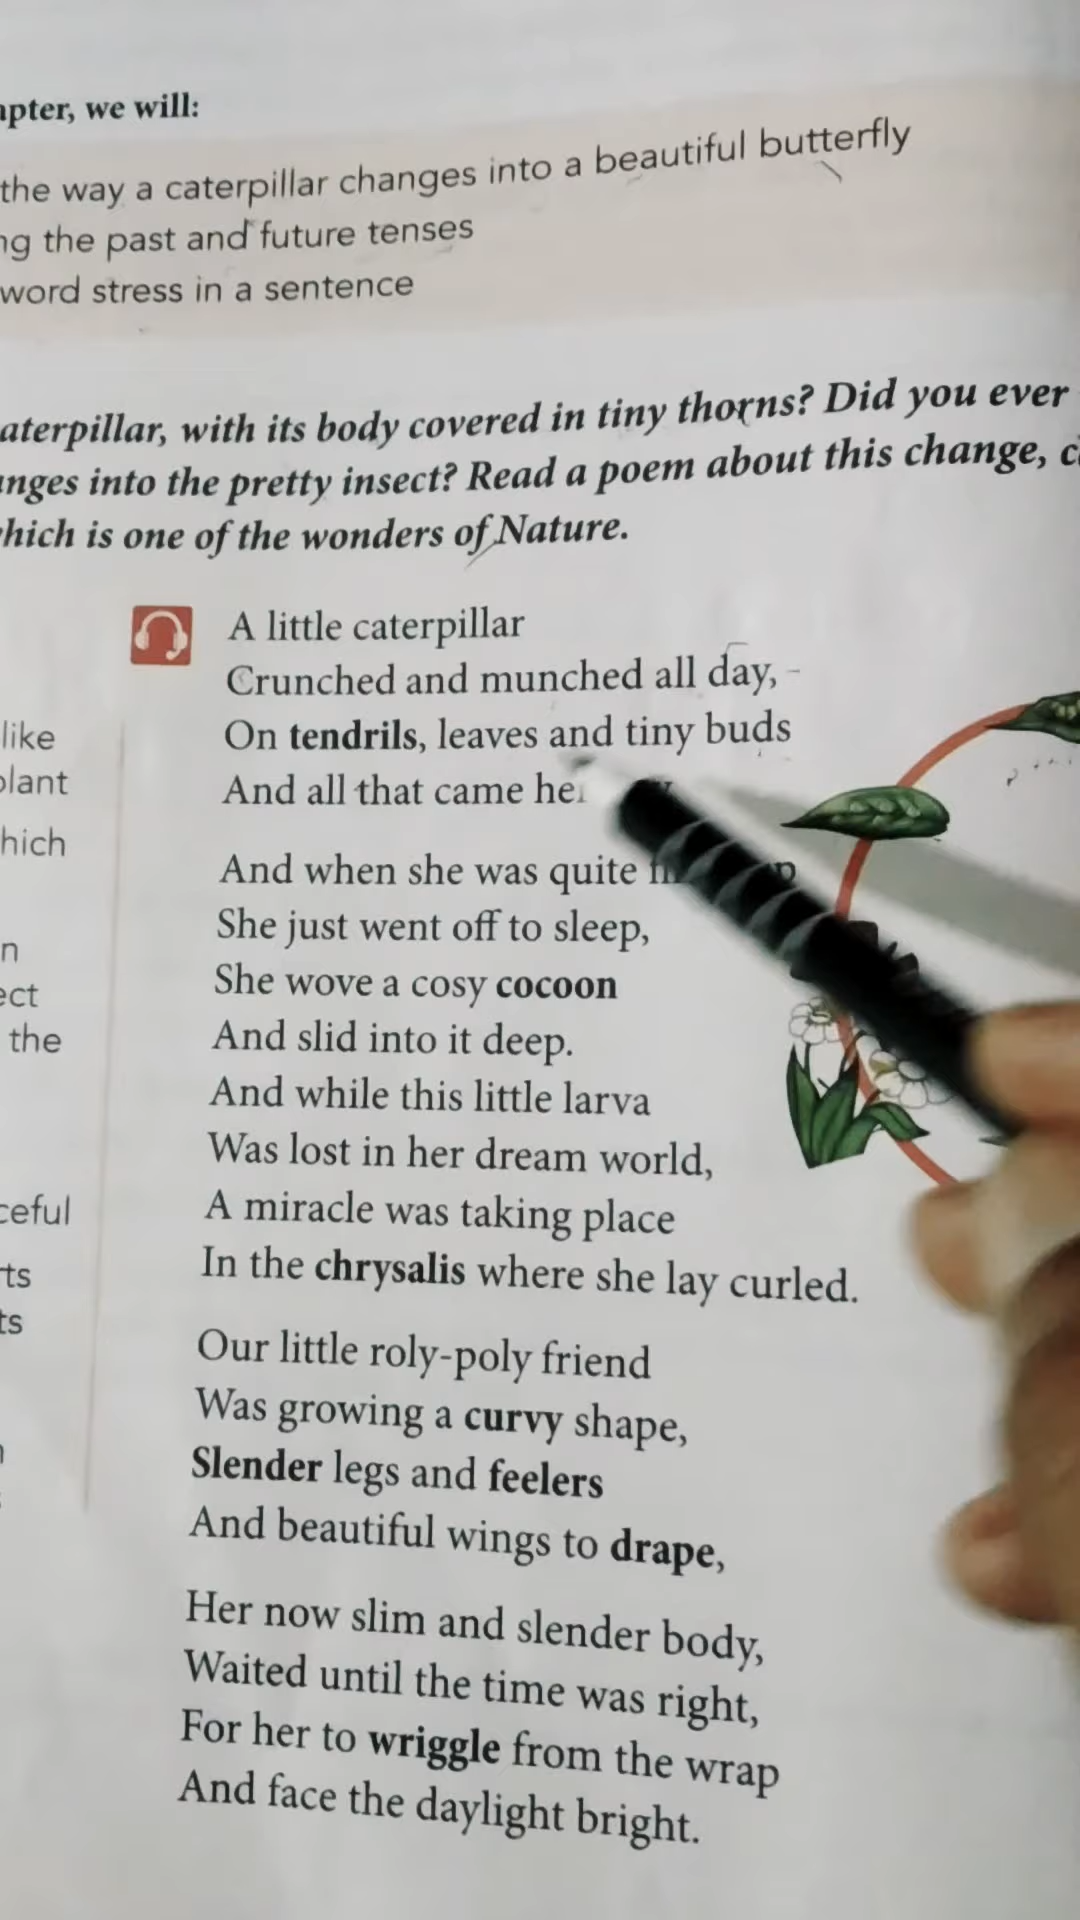 apter, we will:
the way a caterpillar changes into a beautiful butterfly
ng the past and future tenses
word stress in a sentence
aterpillar, with its body covered in tiny thorns? Did you ever
anges into the pretty insect? Read a poem about this change,
which is one of the wonders of Nature.
A little caterpillar
Crunched and munched all day,
On tendrils, leaves and tiny buds
And all that came
And when she was quite
She just went off to sleep,
She wove a cosy cocoon
And slid into it deep.
And while this little larva
Was lost in her dream world,
A miracle was taking place
In the chrysalis where she lay curled.
Our little roly-poly friend
Was growing a curvy shape,
Slender legs and feelers
And beautiful wings to drape,
Her now slim and slender body,
Waited until the time was right,
For her to wriggle from the wrap
And face the daylight bright.
like
plant
hich
n
ect
the
ceful
rts
ts